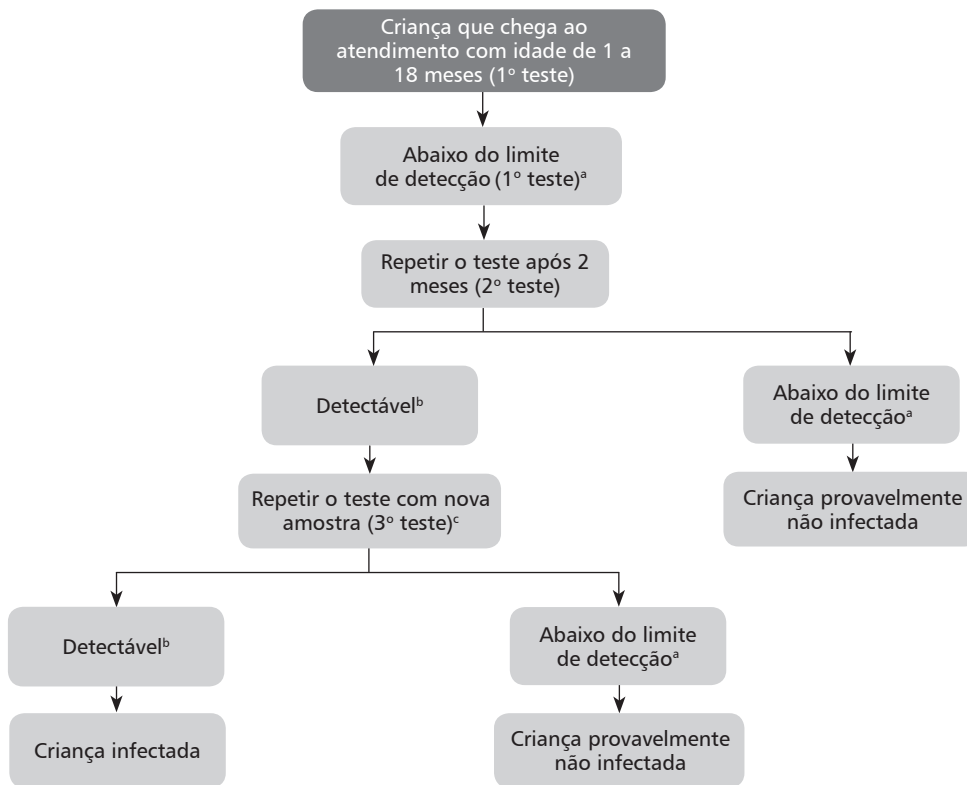 Criança que chega ao
atendimento com idade de 1 a
18 meses (1º teste)
Abaixo do limite
de detecção (1º teste)ᵃ
Repetir o teste após 2
meses (2º teste)
Detectávelᵇ
Abaixo do limite
de detecçãoᵃ
Repetir o teste com nova
amostra (3º teste)ᶜ
Criança provavelmente
não infectada
Detectávelᵇ
Abaixo do limite
de detecçãoᵃ
Criança infectada
Criança provavelmente
não infectada